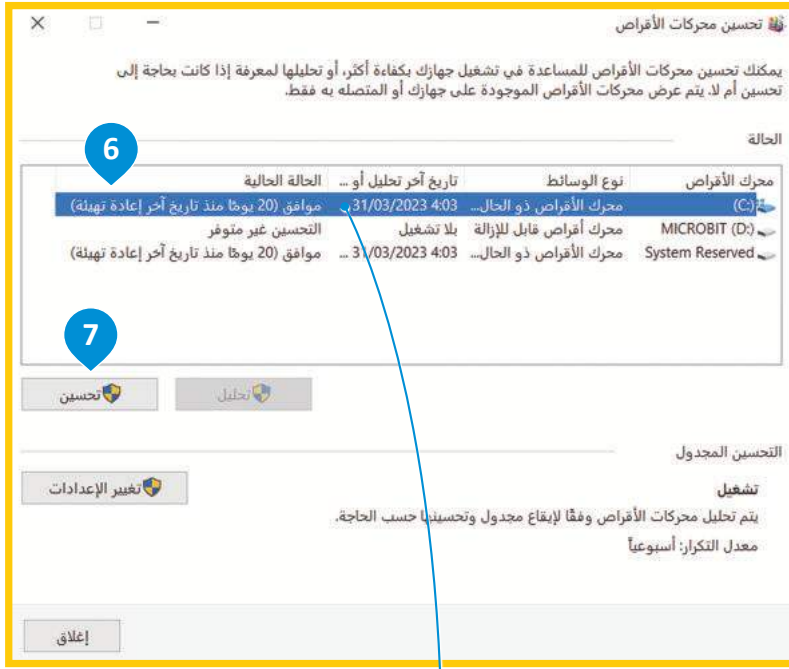 تحسين محركات الأقراص
يمكنك تحسين محركات الأقراص للمساعدة في تشغيل جهازك بكفاءة أكثر، أو تحليلها لمعرفة إذا كانت بحاجة إلى
تحسين أم لا. يتم عرض محركات الأقراص الموجودة على جهازك أو المتصله به فقط.
الحالة
6
محرك الأقراص نوع الوسائط تاريخ آخر تحليل أو ... الحالة الحالية
(C:) محرك الأقراص ذو الحال... 31/03/2023 4:03 ... موافق (20 يومًا منذ تاريخ آخر إعادة تهيئة)
MICROBIT (D:) محرك أقراص قابل للإزالة بلا تشغيل التحسين غير متوفر
System Reserved محرك الأقراص ذو الحال... 31/03/2023 4:03 ... موافق (20 يومًا منذ تاريخ آخر إعادة تهيئة)
7
تحليل تحسين
التحسين المجدول
تشغيل
تغيير الإعدادات
يتم تحليل محركات الأقراص وفقًا لإيقاع مجدول وتحسينها حسب الحاجة.
معدل التكرار: أسبوعياً
إغلاق